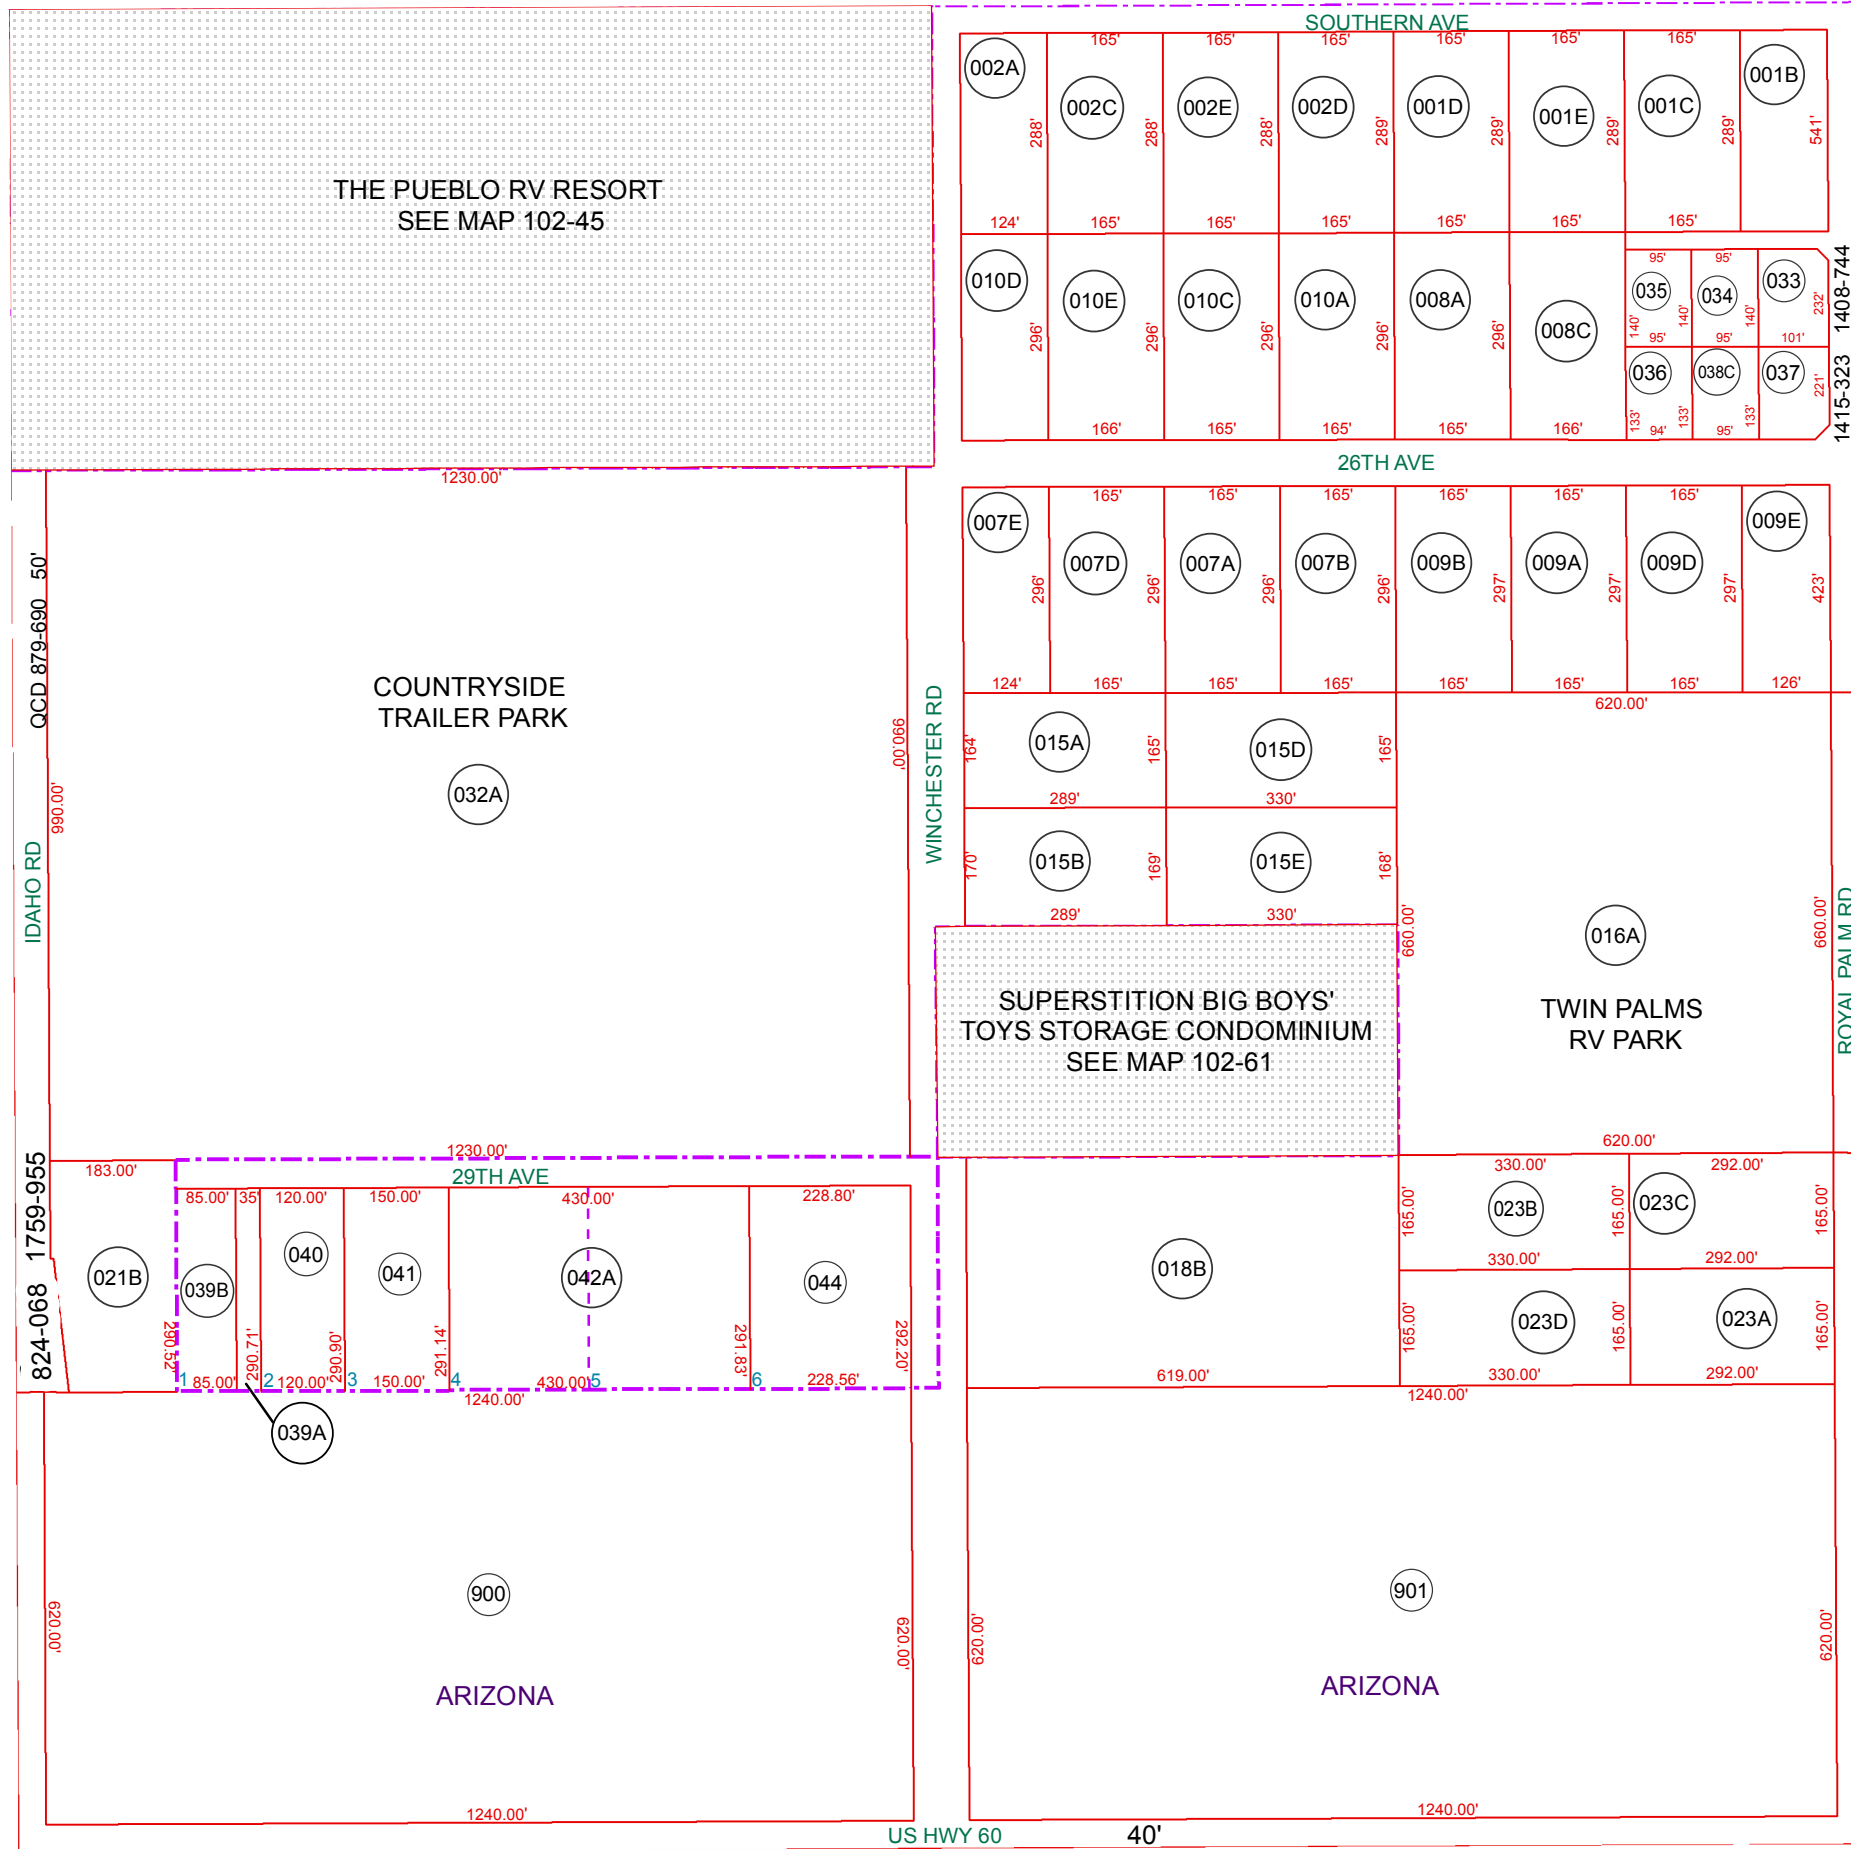 SOUTHERN AVE
165' 165' 165' 165' 165' 165'
002A 002C 002E 002D 001D 001E 001C 001B
288' 288' 288' 289' 289' 289' 289' 541'
124' 165' 165' 165' 165' 165' 165'
THE PUEBLO RV RESORT
SEE MAP 102-45
010D 010E 010C 010A 008A 008C
296' 296' 296' 296' 296'
166' 165' 165' 165' 166'
95' 95'
035 034 033
140' 140' 140' 232'
95' 95' 101'
036 038C 037
133' 133' 133' 221'
94' 95'
1408-744
1415-323
26TH AVE
1230.00'
165' 165' 165' 165' 165' 165'
007E 007D 007A 007B 009B 009A 009D 009E
296' 296' 296' 296' 297' 297' 297' 423'
124' 165' 165' 165' 165' 165' 165' 126'
QCD 879-690 50'
COUNTRYSIDE
TRAILER PARK
032A
990.00'
990.00'
IDAHO RD
WINCHESTER RD
620.00'
164' 015A 165' 015D 165'
289' 330'
170' 015B 169' 015E 168'
289' 330'
660.00' 016A 660.00'
TWIN PALMS
RV PARK
ROYAL PALM RD
SUPERSTITION BIG BOYS'
TOYS STORAGE CONDOMINIUM
SEE MAP 102-61
1230.00'
620.00'
1759-955
824-068
183.00'
29TH AVE
85.00' 35' 120.00' 150.00' 430.00' 228.80'
021B 039B 040 041 042A 044
290.52' 290.71' 290.90' 291.14' 291.83' 292.20'
1 85.00' 2 120.00' 3 150.00' 4 430.00' 5 6 228.56'
1240.00'
039A
018B
619.00'
330.00' 292.00'
165.00' 023B 165.00' 023C 165.00'
330.00' 292.00'
165.00' 023D 165.00' 023A 165.00'
330.00' 292.00'
1240.00'
900
620.00' 620.00'
ARIZONA
1240.00'
901
620.00' 620.00'
ARIZONA
1240.00'
US HWY 60 40'